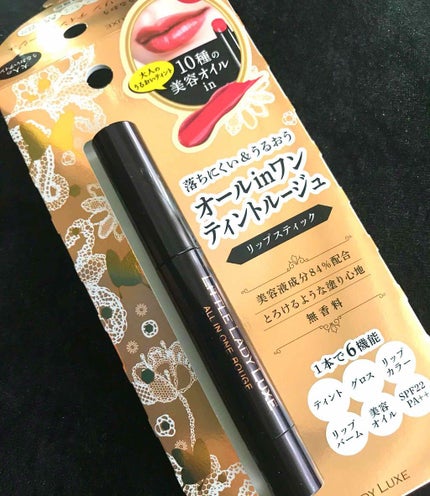 大人の
うるおいティント
10種の
美容オイル
in
落ちにくい&うるおう
オールinワン
ティントルージュ
リップスティック
美容液成分84%配合
とろけるような塗り心地
無香料
1本で6機能
ティント
グロス
リップ
カラー
リップ
バーム
美容
オイル
SPF22
PA++
LADY LUXE
ALL IN ONE ROUGE
DY LUXE